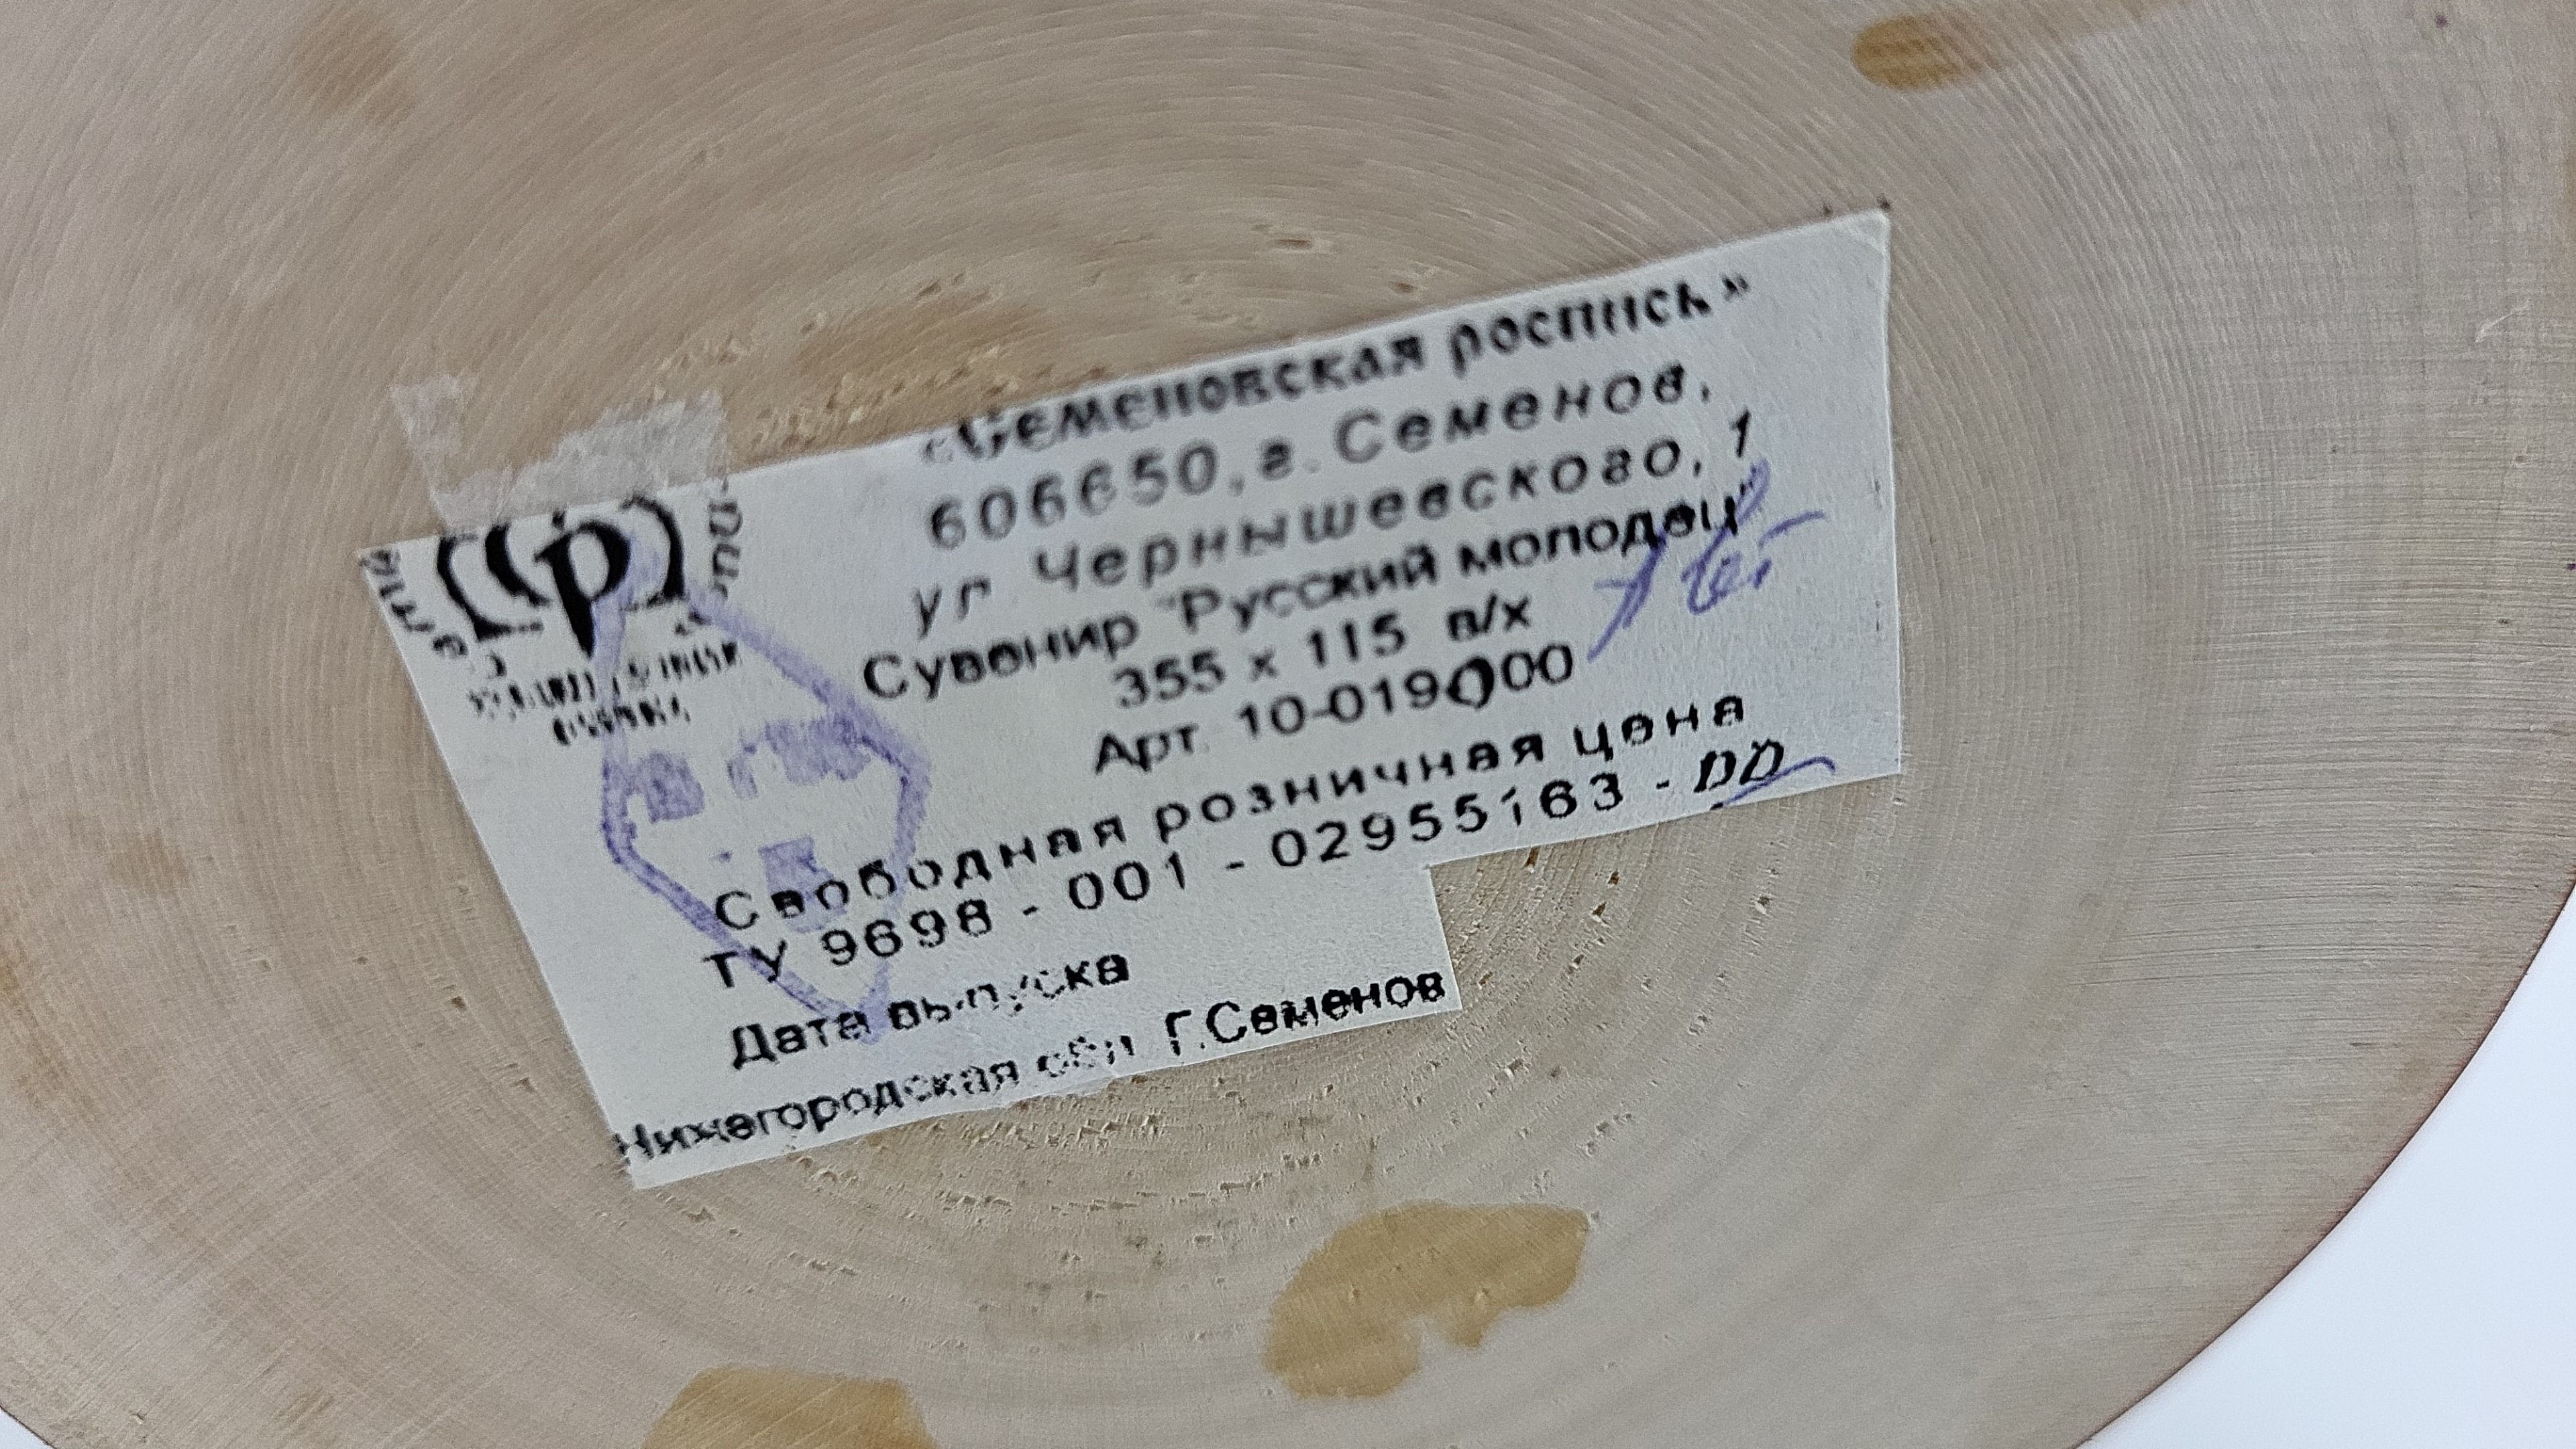 «Семеновская роспись»
606650, г. Семенов,
ул Чернышевского, 1
Сувенир "Русский молодец"
355 х 115 в/х
Арт. 10-019000
Свободная розничная цена
ТУ 9698 - 001 - 02955163 - 00
Дата выпуска
Нижегородская обл Г.Семенов